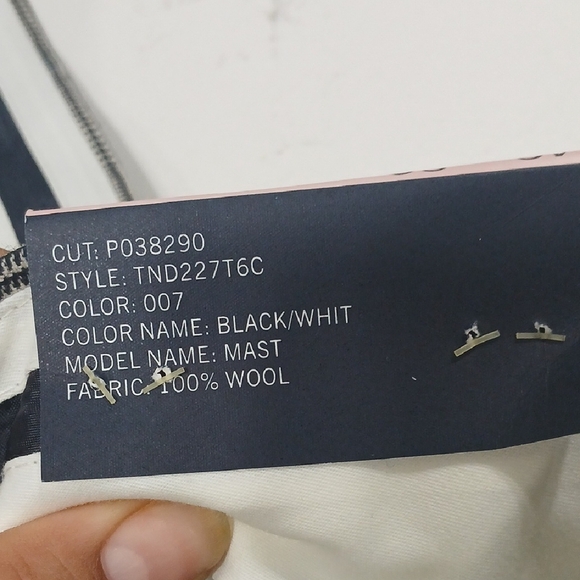 CUT: P038290
STYLE: TND227T6C
COLOR: 007
COLOR NAME: BLACK/WHIT
MODEL NAME: MAST
FABRIC: 100% WOOL